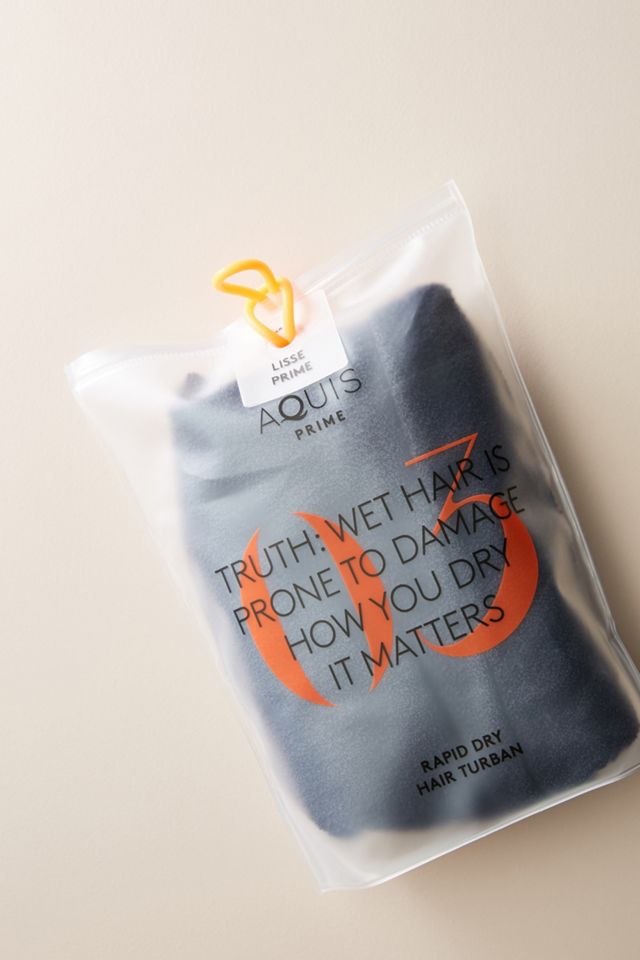 LISSE
PRIME
AQUIS
PRIME
03
TRUTH: WET HAIR IS
PRONE TO DAMAGE
HOW YOU DRY
IT MATTERS
RAPID DRY
HAIR TURBAN